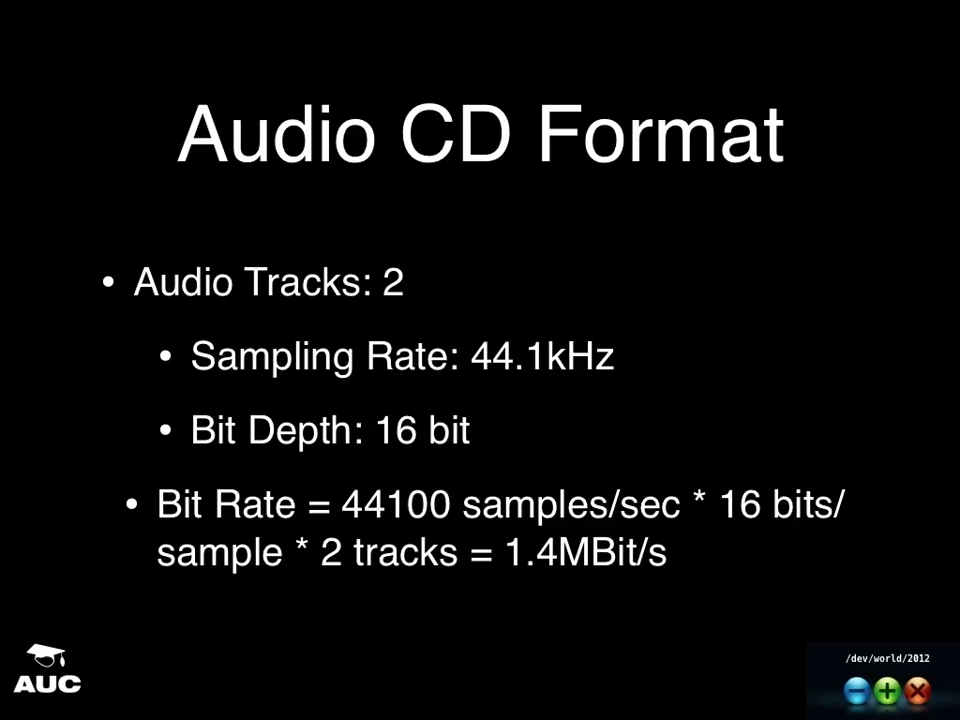 Audio CD Format
• Audio Tracks: 2
• Sampling Rate: 44.1kHz
• Bit Depth: 16 bit
• Bit Rate = 44100 samples/sec * 16 bits/
sample * 2 tracks = 1.4MBit/s
AUC
/dev/world/2012